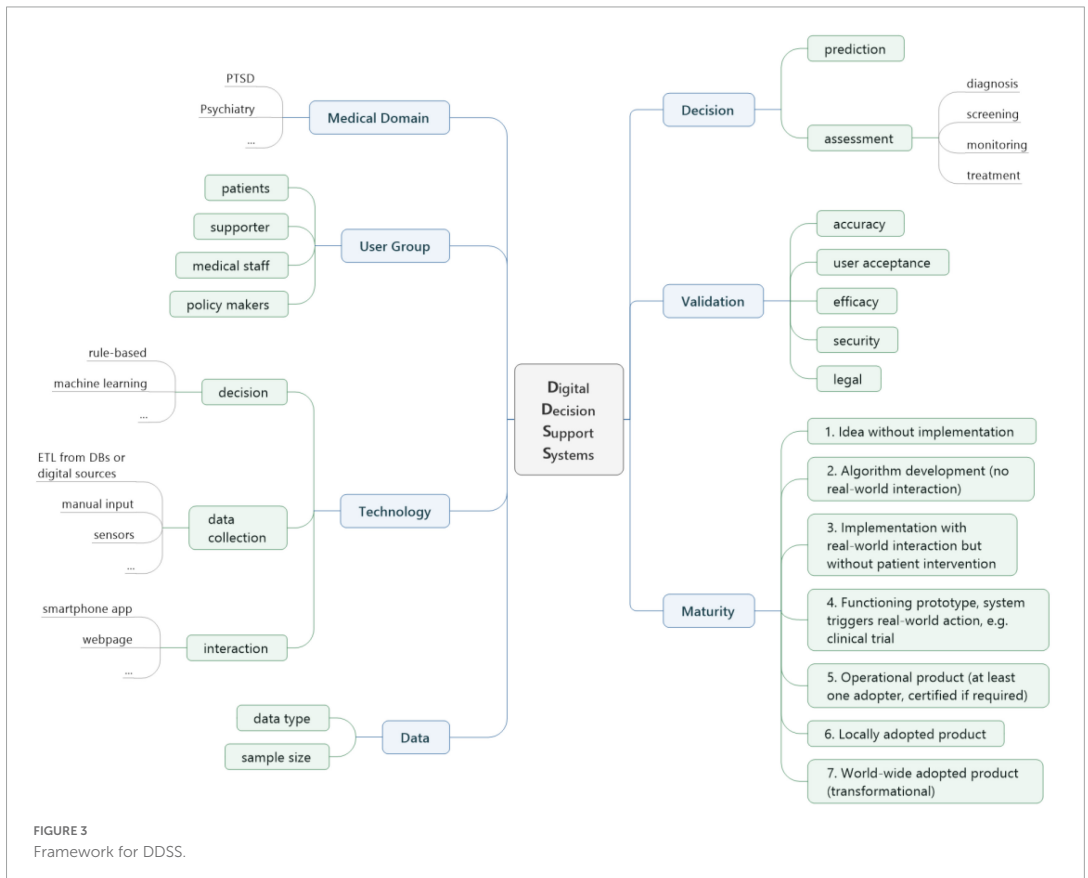 PTSD
Psychiatry
...
Medical Domain
patients
supporter
medical staff
policy makers
User Group
rule-based
machine learning
...
decision
ETL from DBs or
digital sources
manual input
sensors
...
data
collection
smartphone app
webpage
...
interaction
Technology
data type
sample size
Data
Digital
Decision
Support
Systems
Decision
prediction
assessment
diagnosis
screening
monitoring
treatment
Validation
accuracy
user acceptance
efficacy
security
legal
Maturity
1. Idea without implementation
2. Algorithm development (no
real-world interaction)
3. Implementation with
real-world interaction but
without patient intervention
4. Functioning prototype, system
triggers real-world action, e.g.
clinical trial
5. Operational product (at least
one adopter, certified if required)
6. Locally adopted product
7. World-wide adopted product
(transformational)
FIGURE 3
Framework for DDSS.